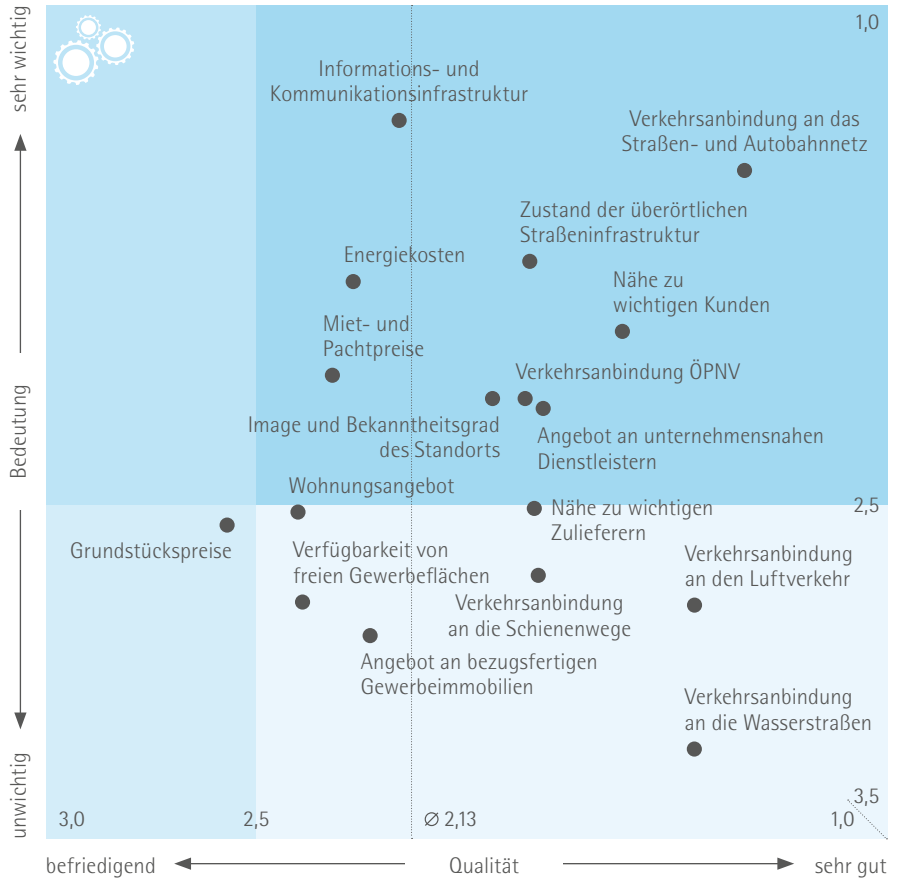 sehr wichtig
1,0
Informations- und
Kommunikationsinfrastruktur
Verkehrsanbindung an das
Straßen- und Autobahnnetz
Zustand der überörtlichen
Straßeninfrastruktur
Energiekosten
Nähe zu
wichtigen Kunden
Miet- und
Pachtpreise
Verkehrsanbindung ÖPNV
Bedeutung
Image und Bekanntheitsgrad
des Standorts
Angebot an unternehmensnahen
Dienstleistern
Wohnungsangebot
2,5
Nähe zu wichtigen
Zulieferern
Grundstückspreise
Verfügbarkeit von
freien Gewerbeflächen
Verkehrsanbindung
an den Luftverkehr
Verkehrsanbindung
an die Schienenwege
Angebot an bezugsfertigen
Gewerbeimmobilien
Verkehrsanbindung
an die Wasserstraßen
unwichtig
3,5
3,0
2,5
∅ 2,13
1,0
befriedigend
Qualität
sehr gut